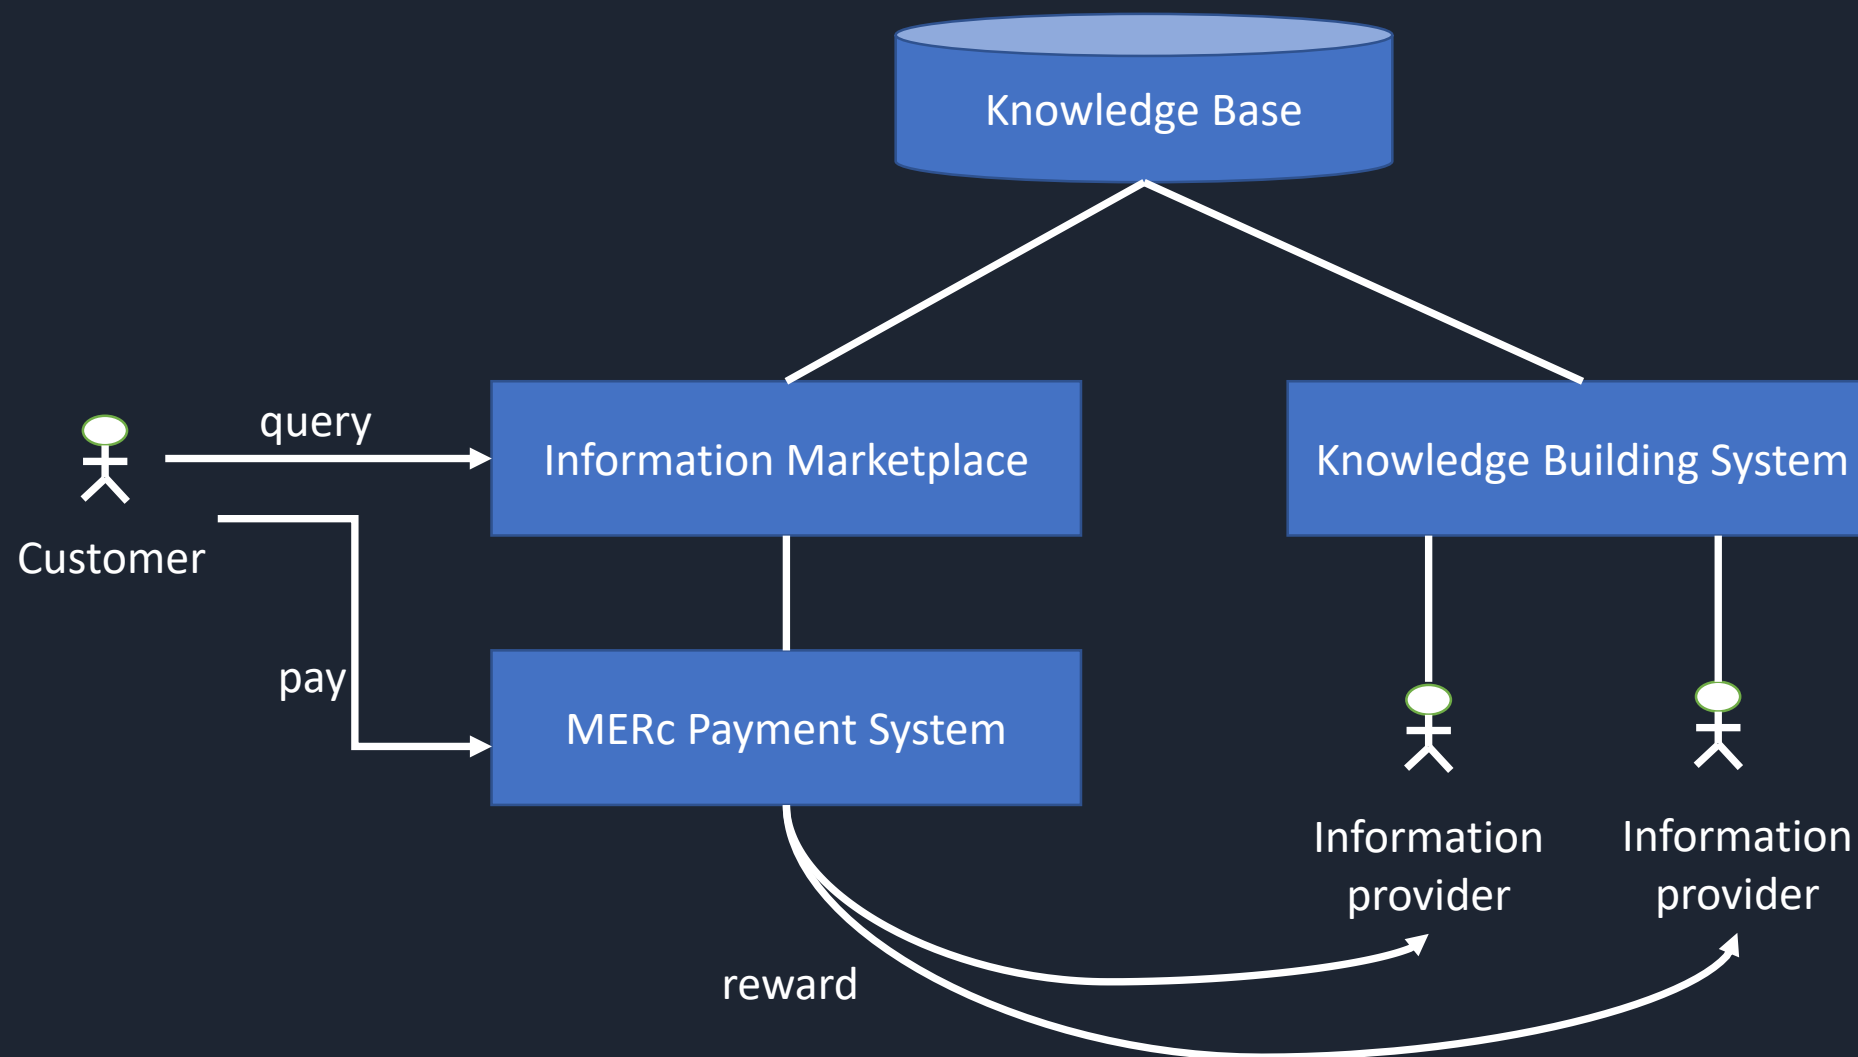 Knowledge Base
query
Information Marketplace
Knowledge Building System
Customer
pay
MERc Payment System
Information
provider
Information
provider
reward